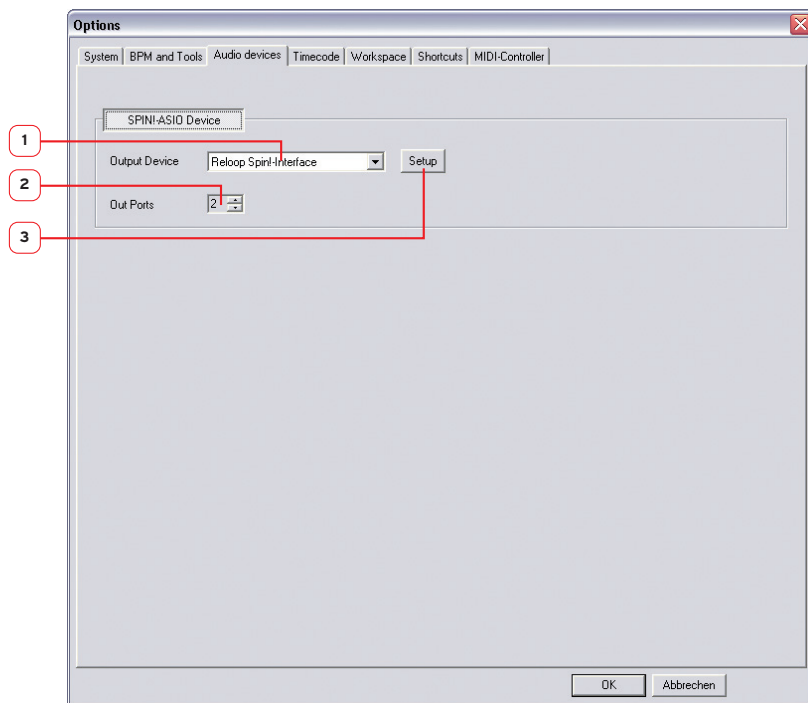 Options
System BPM and Tools Audio devices Timecode Workspace Shortcuts MIDI-Controller
SPIN!-ASIO Device
1
Output Device Reloop Spin!-Interface Setup
2
Out Ports 2
3
OK Abbrechen